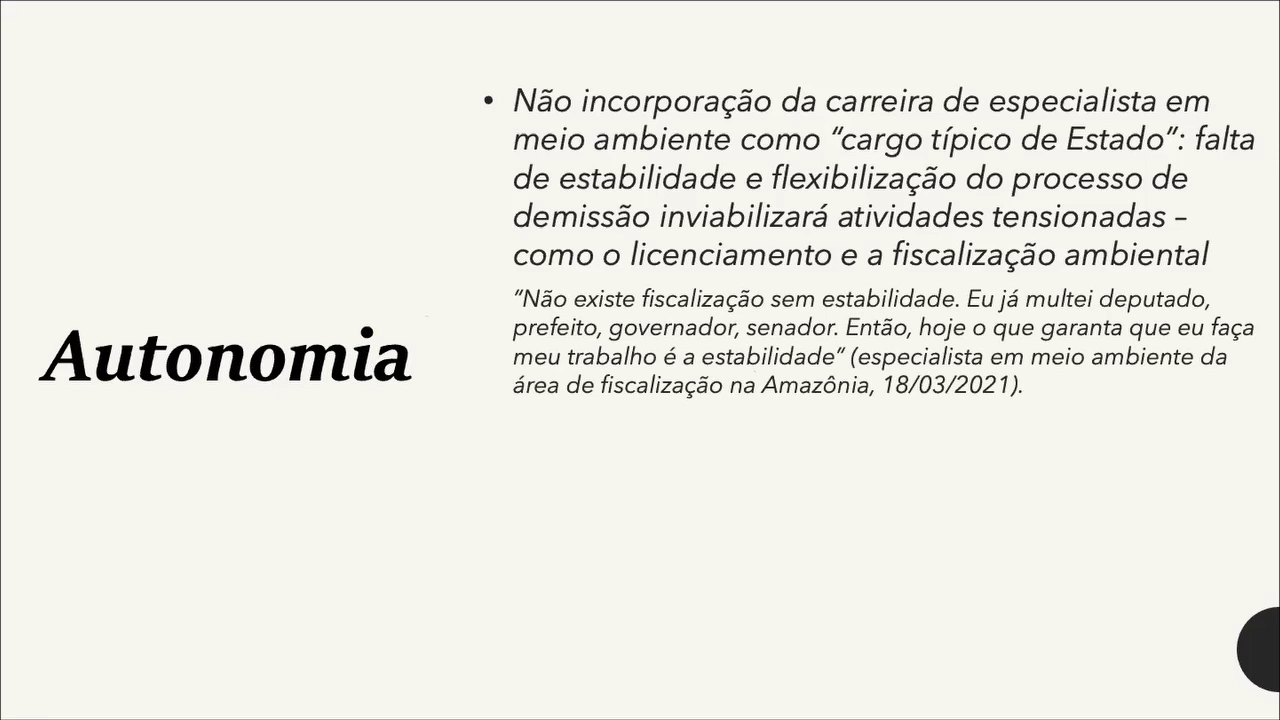 Autonomia
• Não incorporação da carreira de especialista em
meio ambiente como “cargo típico de Estado”: falta
de estabilidade e flexibilização do processo de
demissão inviabilizará atividades tensionadas –
como o licenciamento e a fiscalização ambiental
“Não existe fiscalização sem estabilidade. Eu já multei deputado,
prefeito, governador, senador. Então, hoje o que garanta que eu faça
meu trabalho é a estabilidade” (especialista em meio ambiente da
área de fiscalização na Amazônia, 18/03/2021).